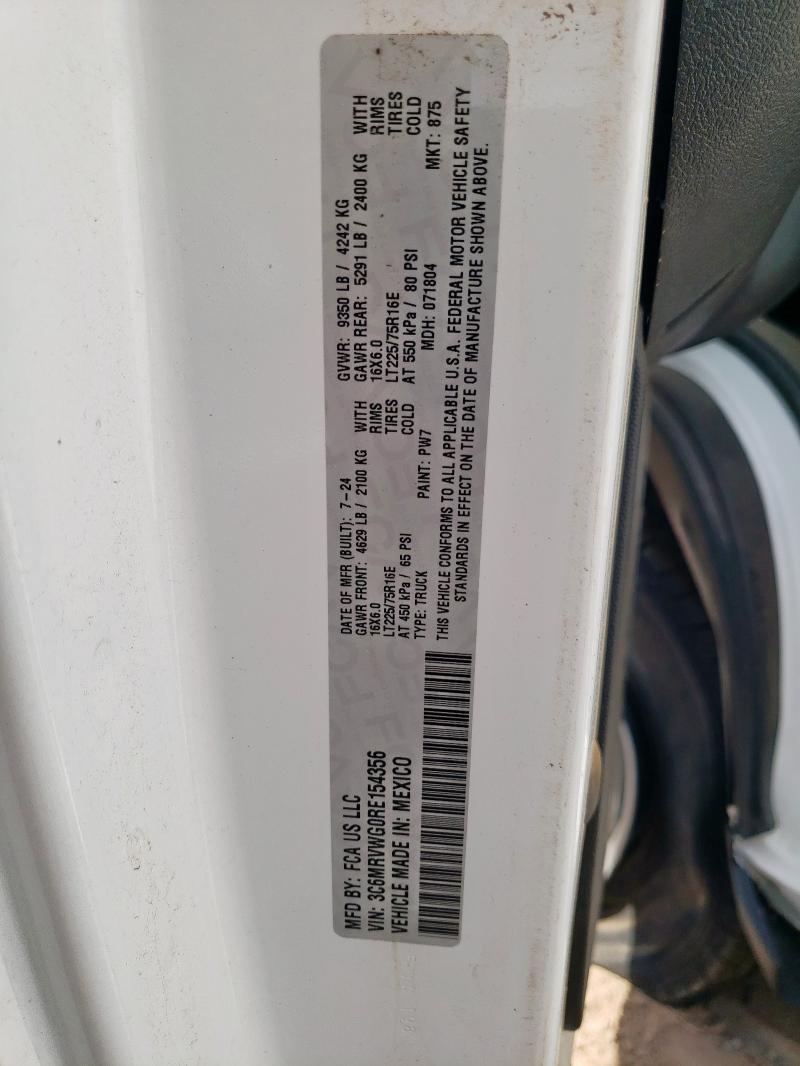 MFD BY: FCA US LLC
VIN: 3C6MRVWG0RE154356
VEHICLE MADE IN: MEXICO
DATE OF MFR (BUILT): 7-24 GVWR: 9350 LB / 4242 KG
GAWR FRONT: 4629 LB / 2100 KG WITH GAWR REAR: 5291 LB / 2400 KG WITH
16X6.0 RIMS 16X6.0 RIMS
LT225/75R16E TIRES LT225/75R16E TIRES
AT 450 kPa / 65 PSI COLD AT 550 kPa / 80 PSI COLD
TYPE: TRUCK PAINT: PW7 MDH: 071804 MKT: 875
THIS VEHICLE CONFORMS TO ALL APPLICABLE U.S.A. FEDERAL MOTOR VEHICLE SAFETY
STANDARDS IN EFFECT ON THE DATE OF MANUFACTURE SHOWN ABOVE.